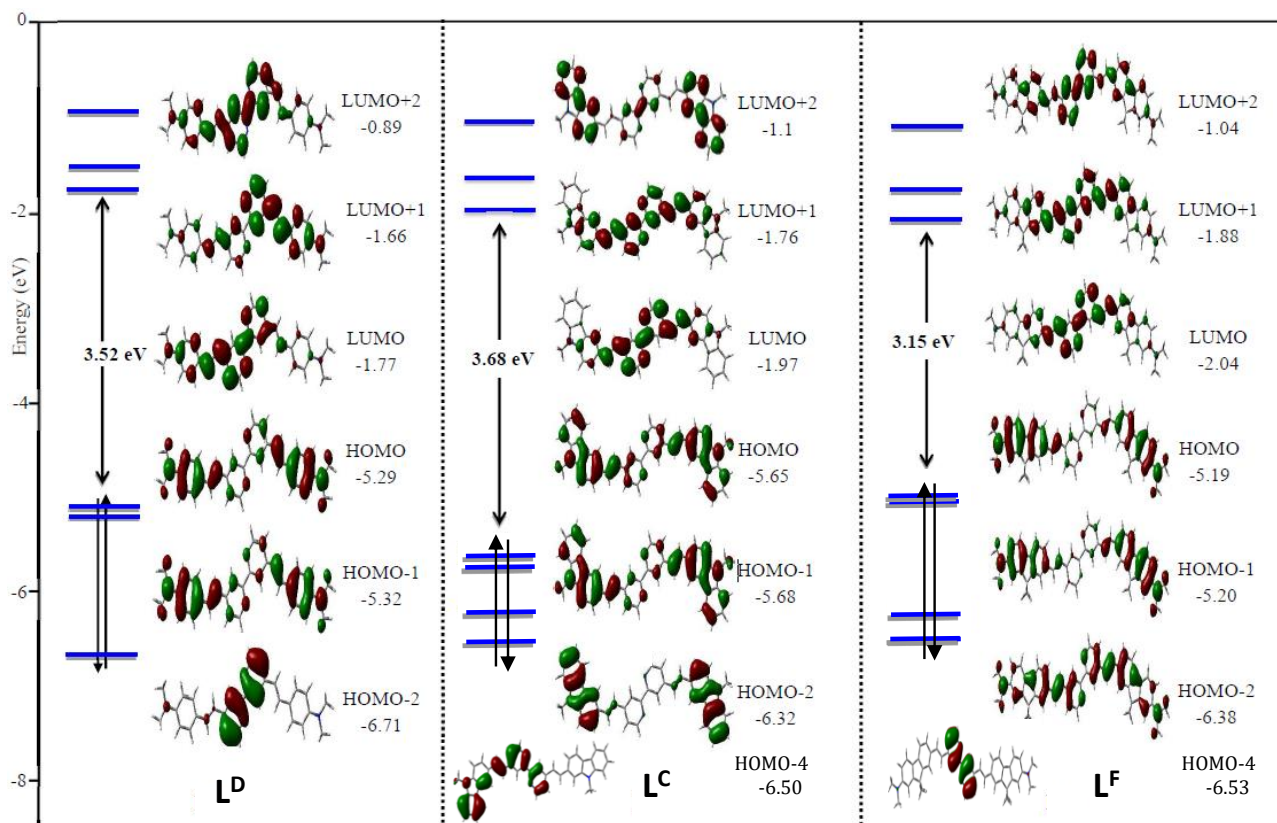 0
-2
-4
-6
-8
Energy (eV)
LUMO+2
-0.89
LUMO+1
-1.66
LUMO
-1.77
3.52 eV
HOMO
-5.29
HOMO-1
-5.32
HOMO-2
-6.71
L^D
LUMO+2
-1.1
LUMO+1
-1.76
LUMO
-1.97
3.68 eV
HOMO
-5.65
HOMO-1
-5.68
HOMO-2
-6.32
HOMO-4
-6.50
L^C
LUMO+2
-1.04
LUMO+1
-1.88
LUMO
-2.04
3.15 eV
HOMO
-5.19
HOMO-1
-5.20
HOMO-2
-6.38
HOMO-4
-6.53
L^F